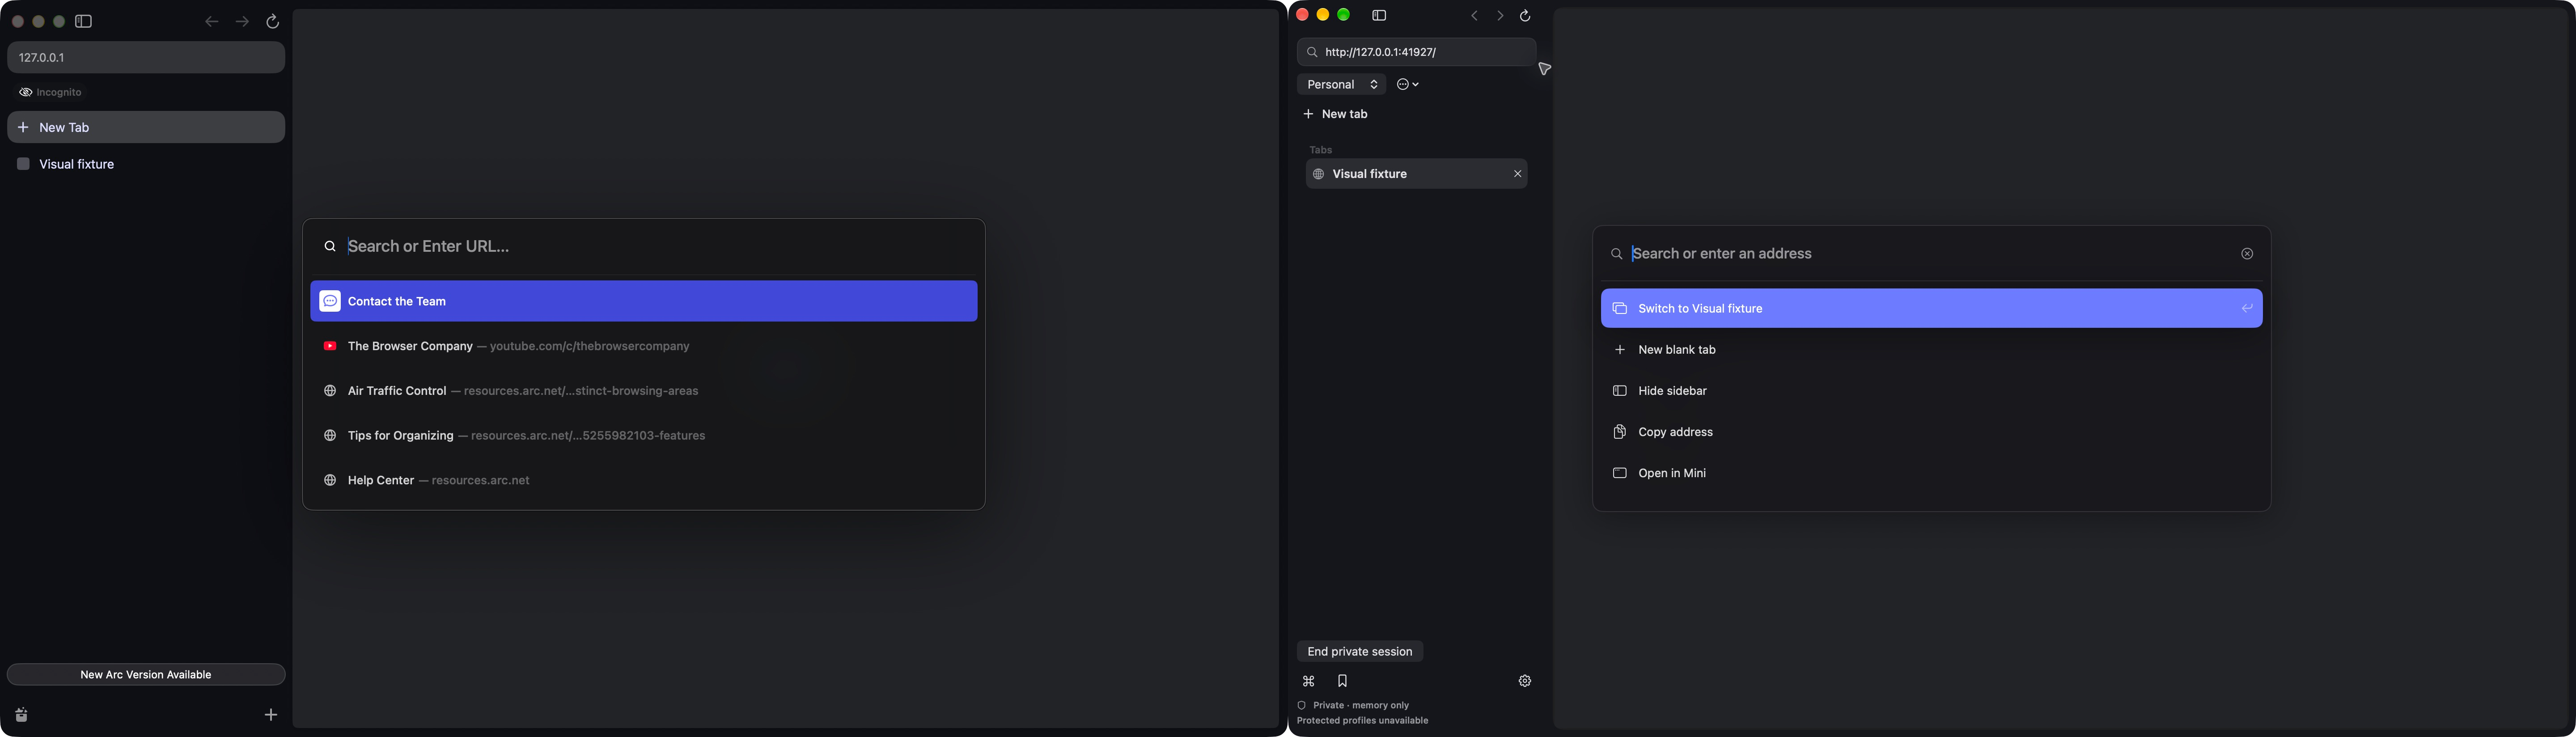 127.0.0.1
Incognito
New Tab
Visual fixture
Search or Enter URL...
Contact the Team
The Browser Company — youtube.com/c/thebrowsercompany
Air Traffic Control — resources.arc.net/...stinct-browsing-areas
Tips for Organizing — resources.arc.net/...5255982103-features
Help Center — resources.arc.net
New Arc Version Available
http://127.0.0.1:41927/
Personal
New tab
Tabs
Visual fixture
Search or enter an address
Switch to Visual fixture
New blank tab
Hide sidebar
Copy address
Open in Mini
End private session
Private · memory only
Protected profiles unavailable